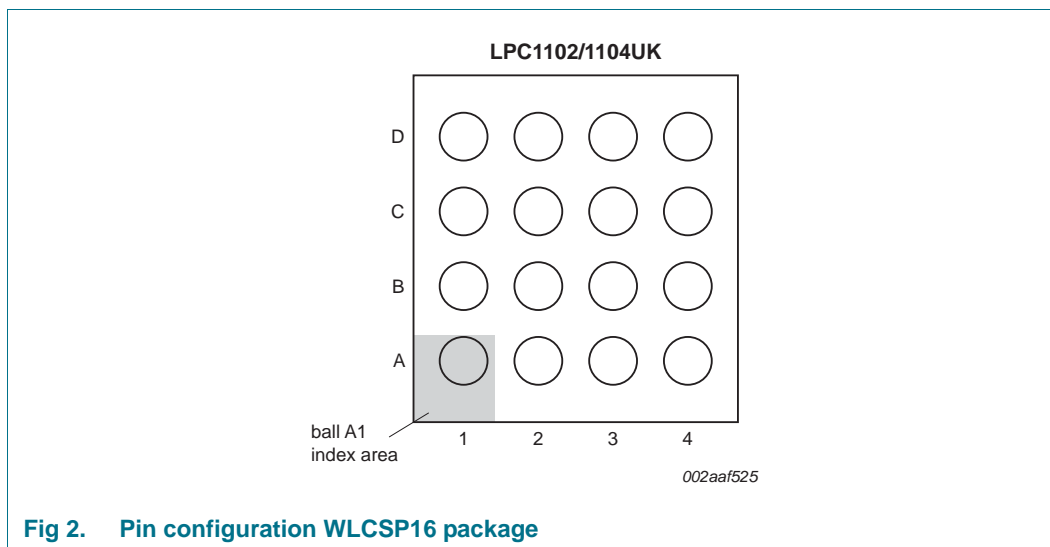 LPC1102/1104UK
D
C
B
A
ball A1
index area
1 2 3 4
002aaf525
Fig 2. Pin configuration WLCSP16 package